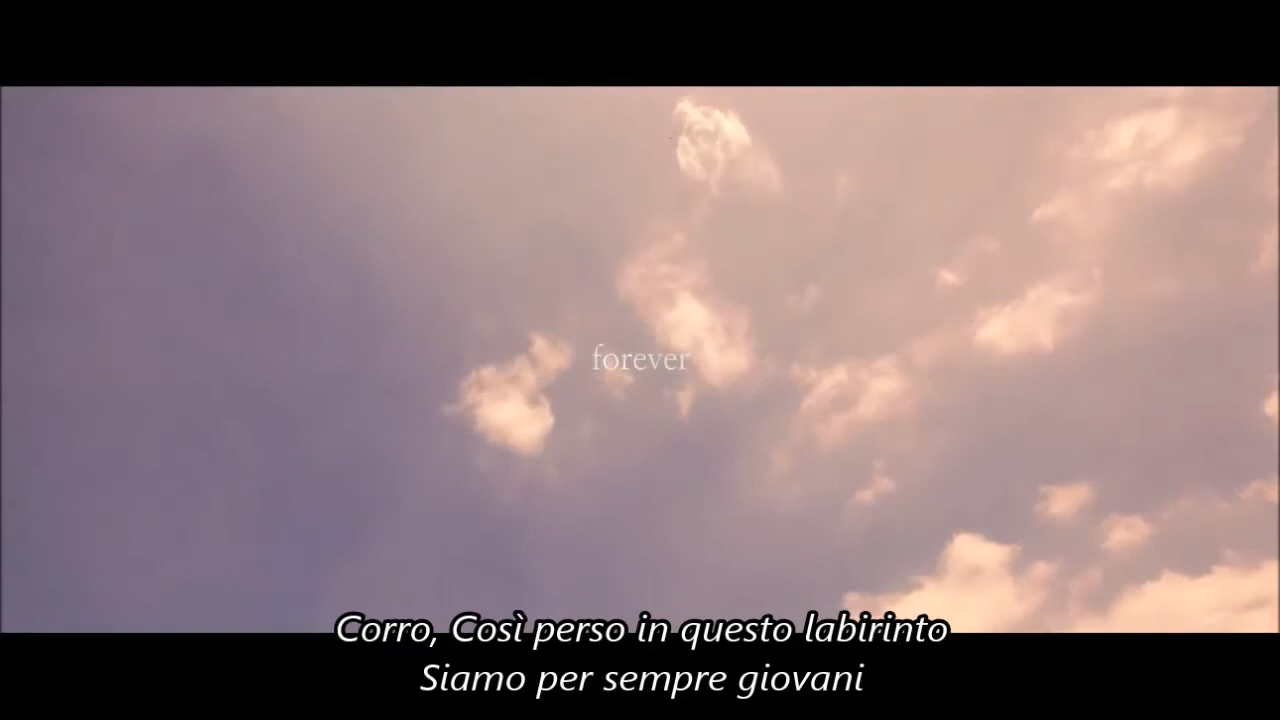 forever
Corro, Così perso in questo labirinto
Siamo per sempre giovani